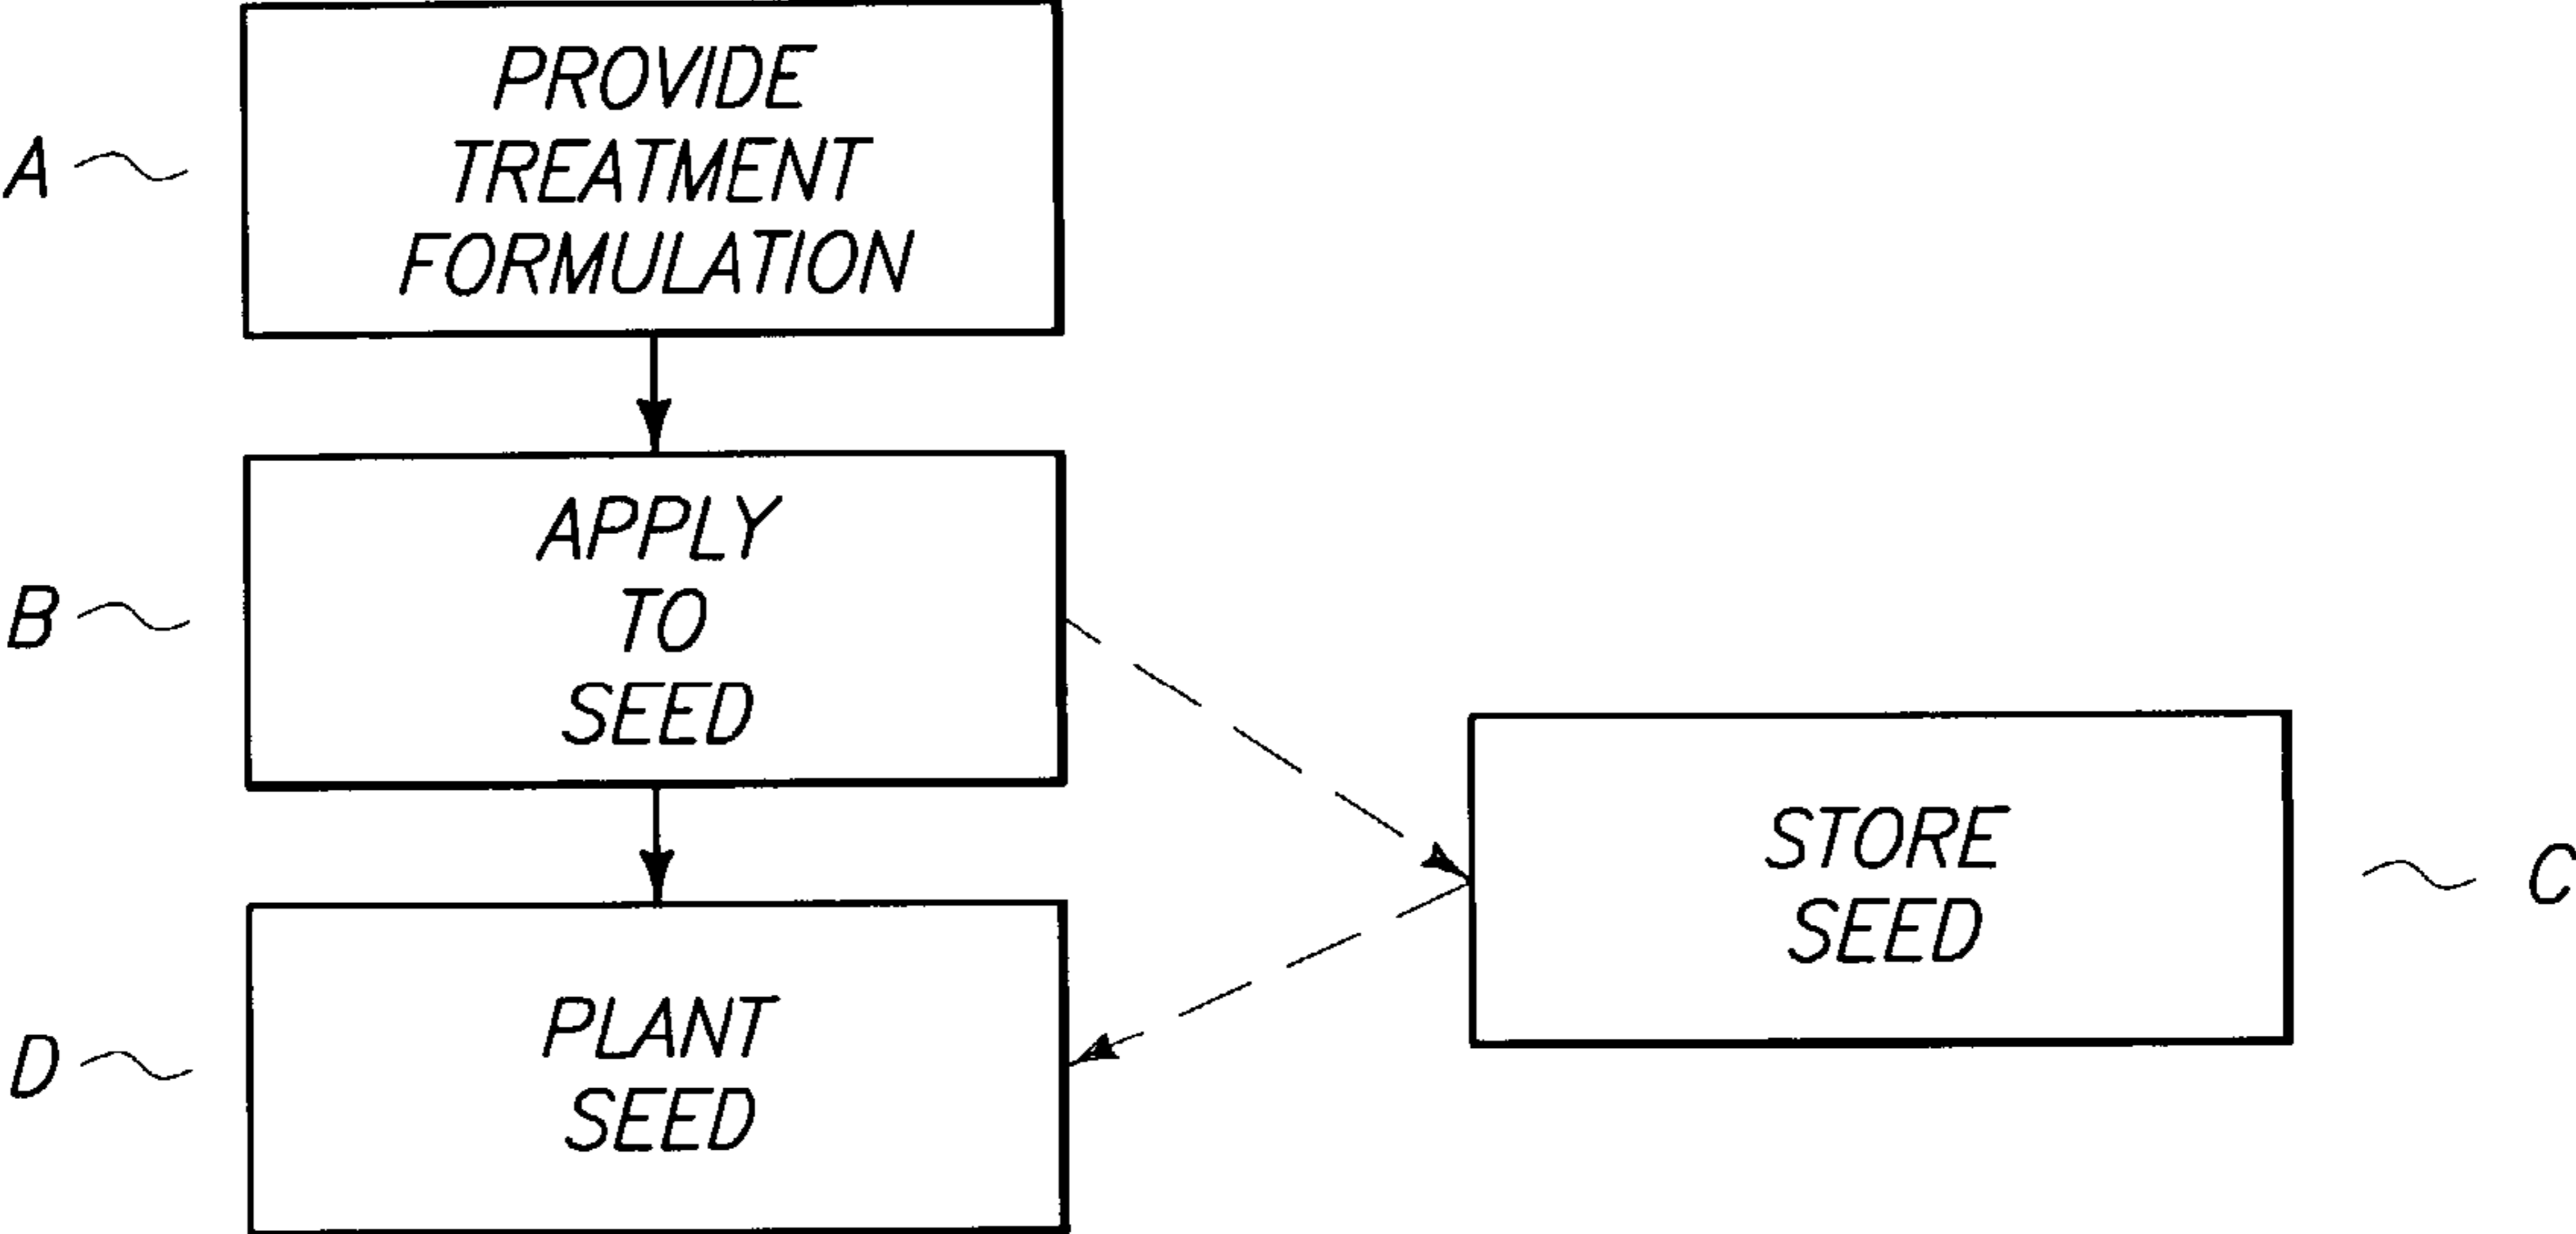 A
PROVIDE
TREATMENT
FORMULATION
B
APPLY
TO
SEED
STORE
SEED
C
D
PLANT
SEED